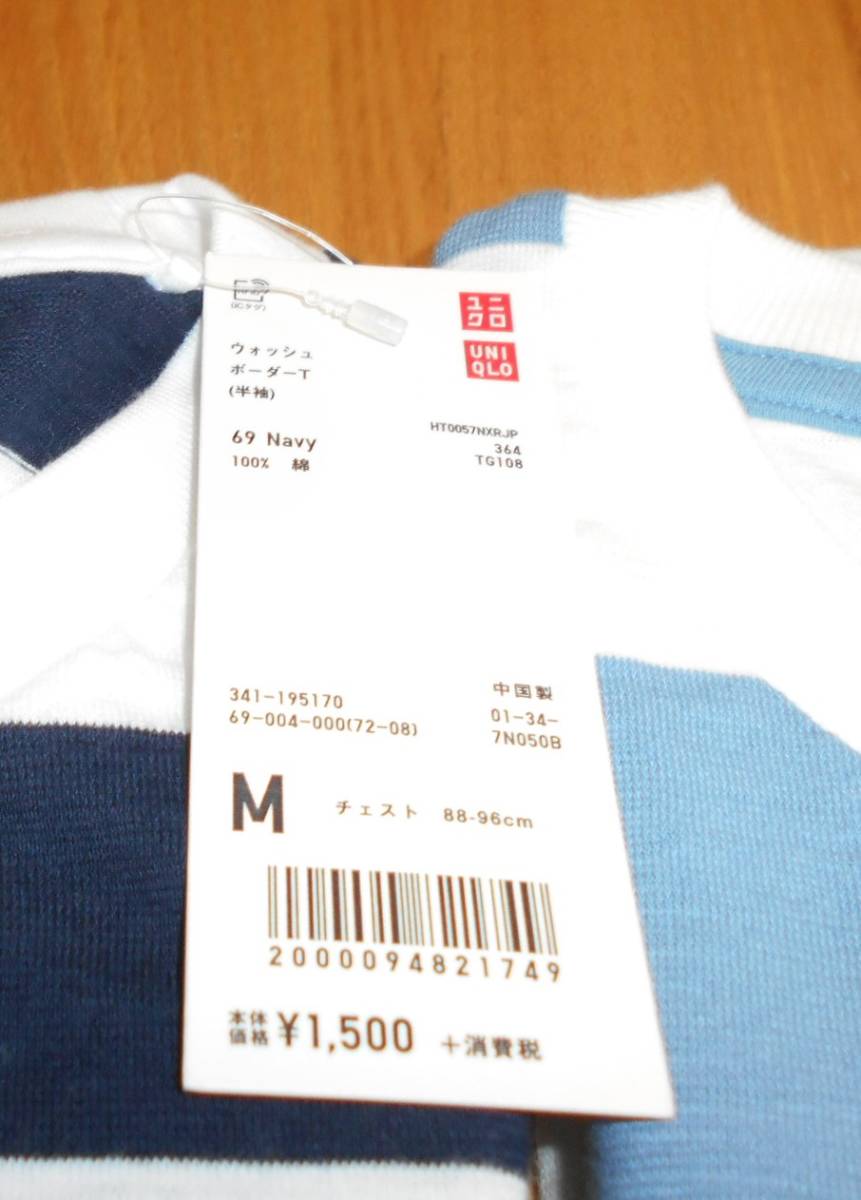 (ICタグ)
ユニ
クロ
UNI
QLO
ウォッシュ
ボーダーT
(半袖)
HT0057NXRJP
364
TG108
69 Navy
100% 綿
341-195170
69-004-000(72-08)
中国製
01-34-
7N050B
M チェスト 88-96cm
2000094821749
本体
価格 ¥1,500 +消費税